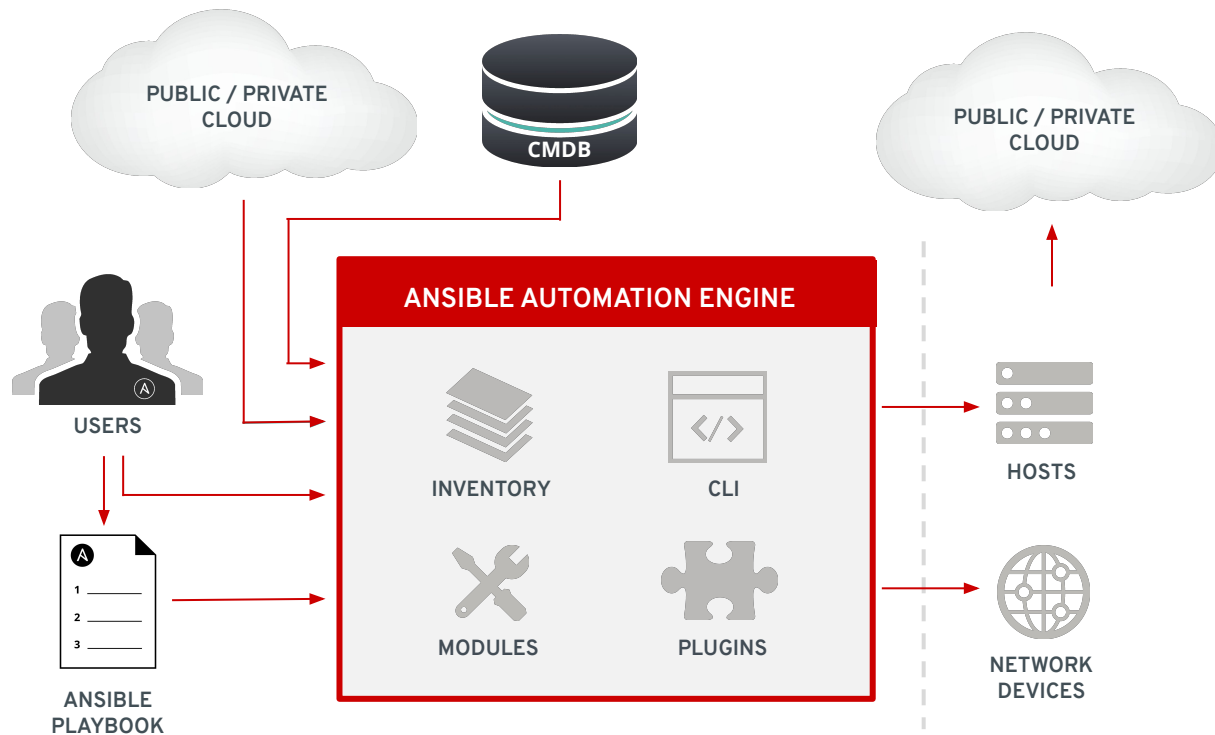 PUBLIC / PRIVATE
CLOUD
CMDB
PUBLIC / PRIVATE
CLOUD
ANSIBLE AUTOMATION ENGINE
USERS
INVENTORY
</>
CLI
HOSTS
A
1
2
3
MODULES
PLUGINS
NETWORK
DEVICES
ANSIBLE
PLAYBOOK